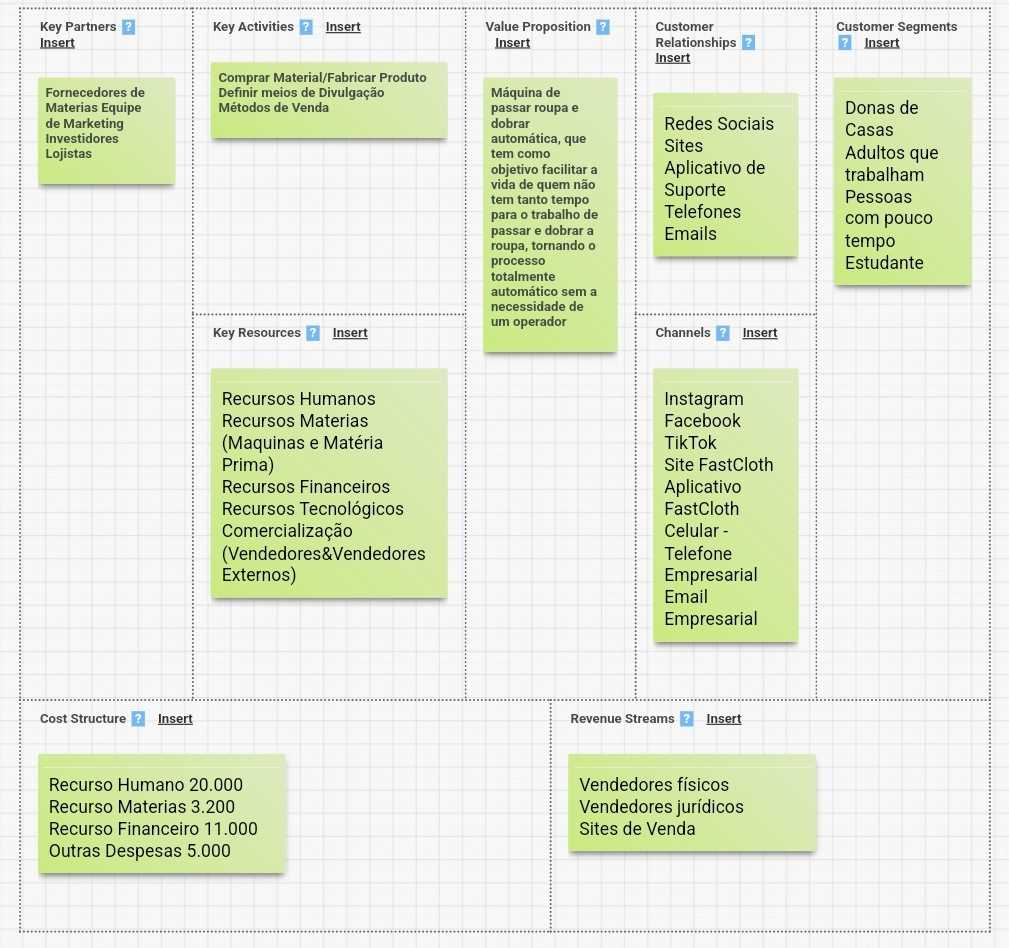 Key Partners ?
Insert
Fornecedores de
Materias Equipe
de Marketing
Investidores
Lojistas
Key Activities ? Insert
Comprar Material/Fabricar Produto
Definir meios de Divulgação
Métodos de Venda
Key Resources ? Insert
Recursos Humanos
Recursos Materias
(Maquinas e Matéria
Prima)
Recursos Financeiros
Recursos Tecnológicos
Comercialização
(Vendedores&Vendedores
Externos)
Value Proposition ?
Insert
Máquina de
passar roupa e
dobrar
automática, que
tem como
objetivo facilitar a
vida de quem não
tem tanto tempo
para o trabalho de
passar e dobrar a
roupa, tornando o
processo
totalmente
automático sem a
necessidade de
um operador
Customer
Relationships ?
Insert
Redes Sociais
Sites
Aplicativo de
Suporte
Telefones
Emails
Channels ? Insert
Instagram
Facebook
TikTok
Site FastCloth
Aplicativo
FastCloth
Celular -
Telefone
Empresarial
Email
Empresarial
Customer Segments
? Insert
Donas de
Casas
Adultos que
trabalham
Pessoas
com pouco
tempo
Estudante
Cost Structure ? Insert
Recurso Humano 20.000
Recurso Materias 3.200
Recurso Financeiro 11.000
Outras Despesas 5.000
Revenue Streams ? Insert
Vendedores físicos
Vendedores jurídicos
Sites de Venda